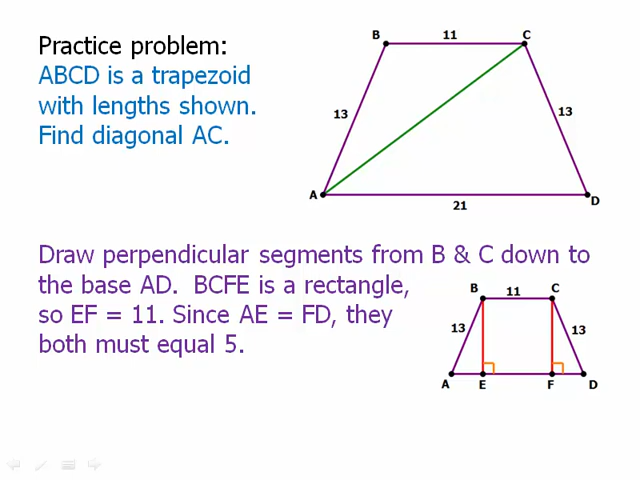 Practice problem:
ABCD is a trapezoid
with lengths shown.
Find diagonal AC.
B 11 C
13 13
A 21 D
Draw perpendicular segments from B & C down to
the base AD. BCFE is a rectangle,
so EF = 11. Since AE = FD, they
both must equal 5.
B 11 C
13 13
A E F D